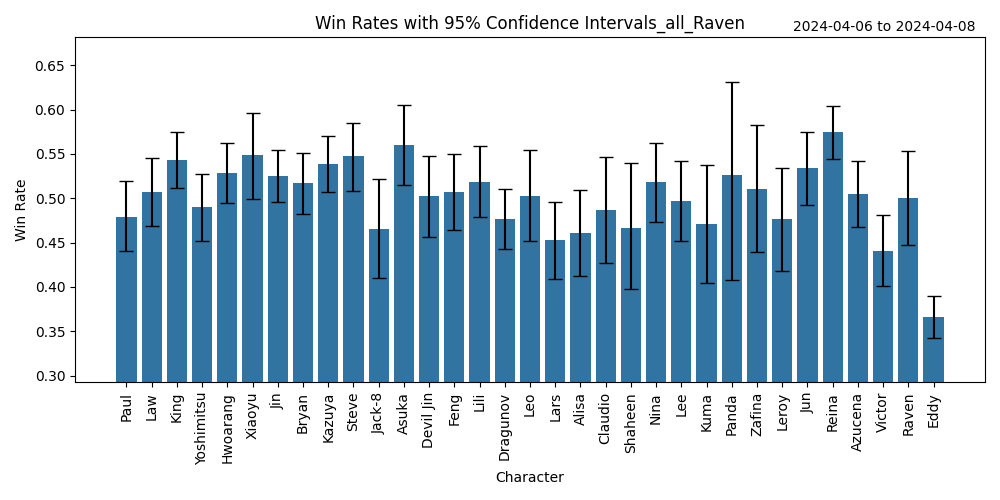 Win Rates with 95% Confidence Intervals_all_Raven
2024-04-06 to 2024-04-08
Win Rate
0.65
0.60
0.55
0.50
0.45
0.40
0.35
0.30
Paul
Law
King
Yoshimitsu
Hwoarang
Xiaoyu
Jin
Bryan
Kazuya
Steve
Jack-8
Asuka
Devil Jin
Feng
Lili
Dragunov
Leo
Lars
Alisa
Claudio
Shaheen
Nina
Lee
Kuma
Panda
Zafina
Leroy
Jun
Reina
Azucena
Victor
Raven
Eddy
Character